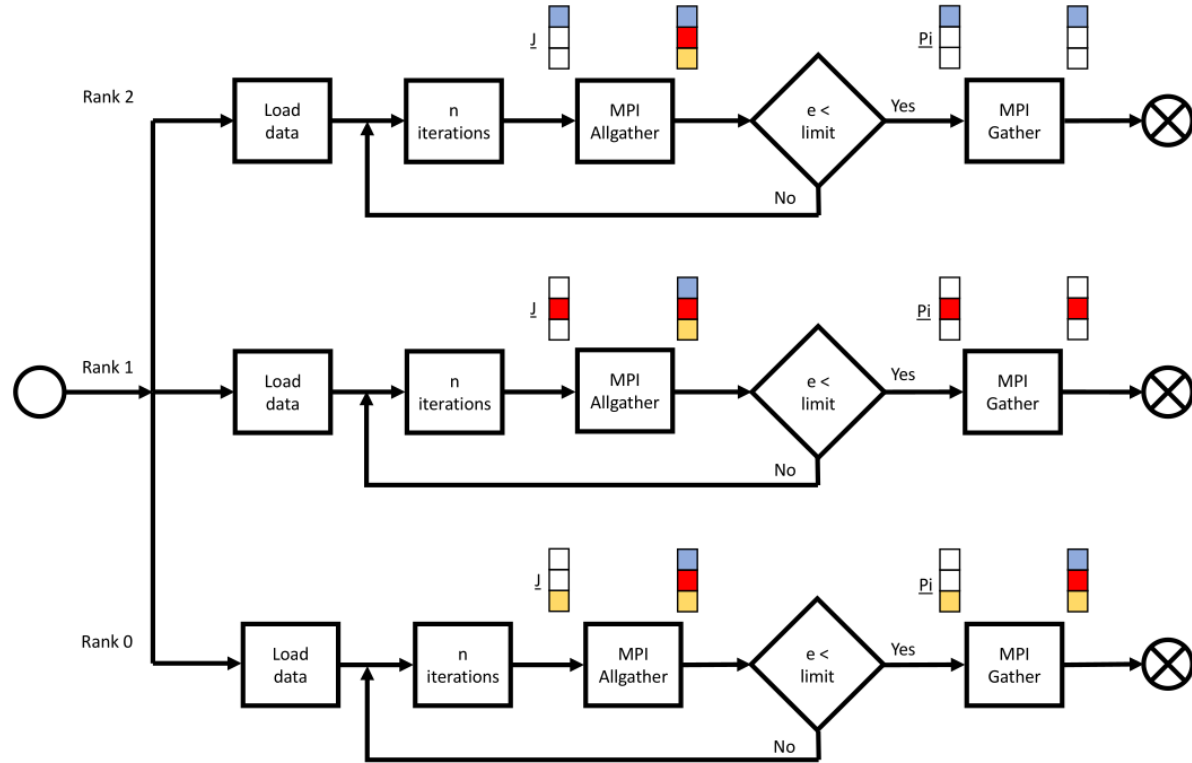 J
Pi
Rank 2
Load
data
n
iterations
MPI
Allgather
e <
limit
Yes
MPI
Gather
No
J
Pi
Rank 1
Load
data
n
iterations
MPI
Allgather
e <
limit
Yes
MPI
Gather
No
J
Pi
Rank 0
Load
data
n
iterations
MPI
Allgather
e <
limit
Yes
MPI
Gather
No